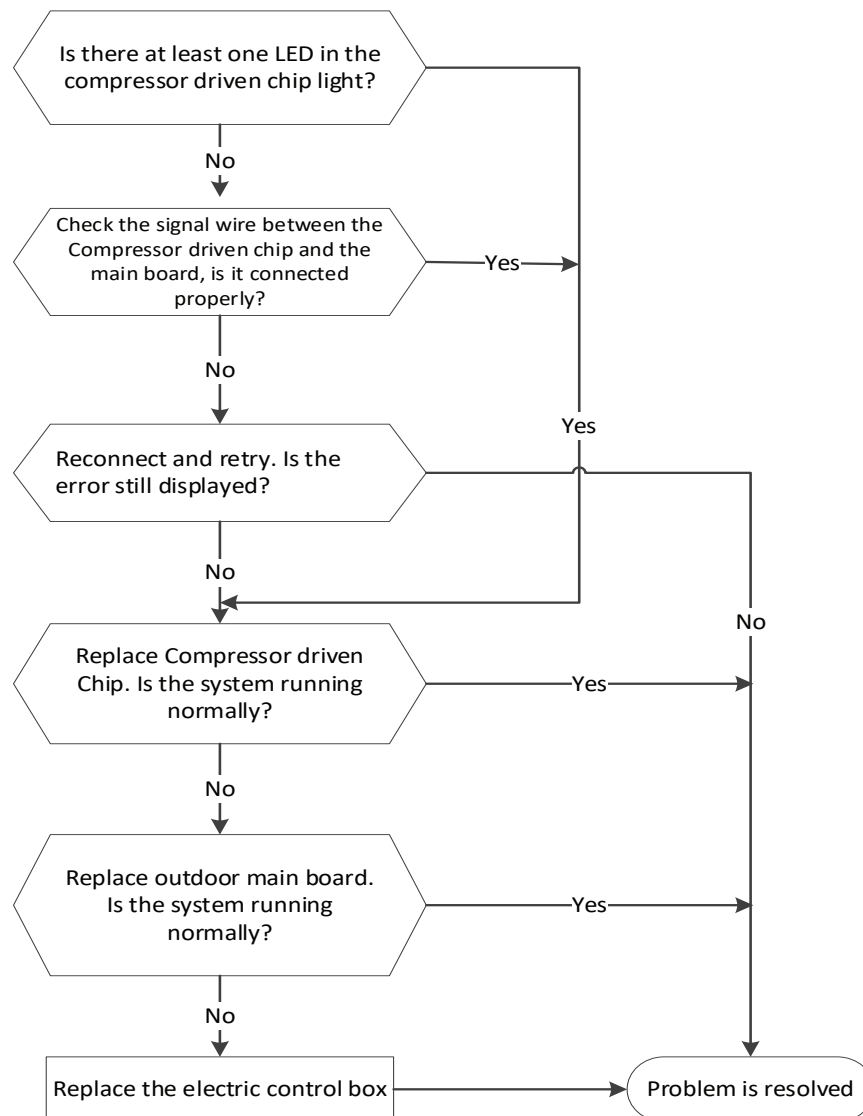 Is there at least one LED in the
compressor driven chip light?
No
Check the signal wire between the
Compressor driven chip and the
main board, is it connected
properly?
Yes
No
Yes
Reconnect and retry. Is the
error still displayed?
No
No
Replace Compressor driven
Chip. Is the system running
normally?
Yes
No
Replace outdoor main board.
Is the system running
normally?
Yes
No
Replace the electric control box
Problem is resolved